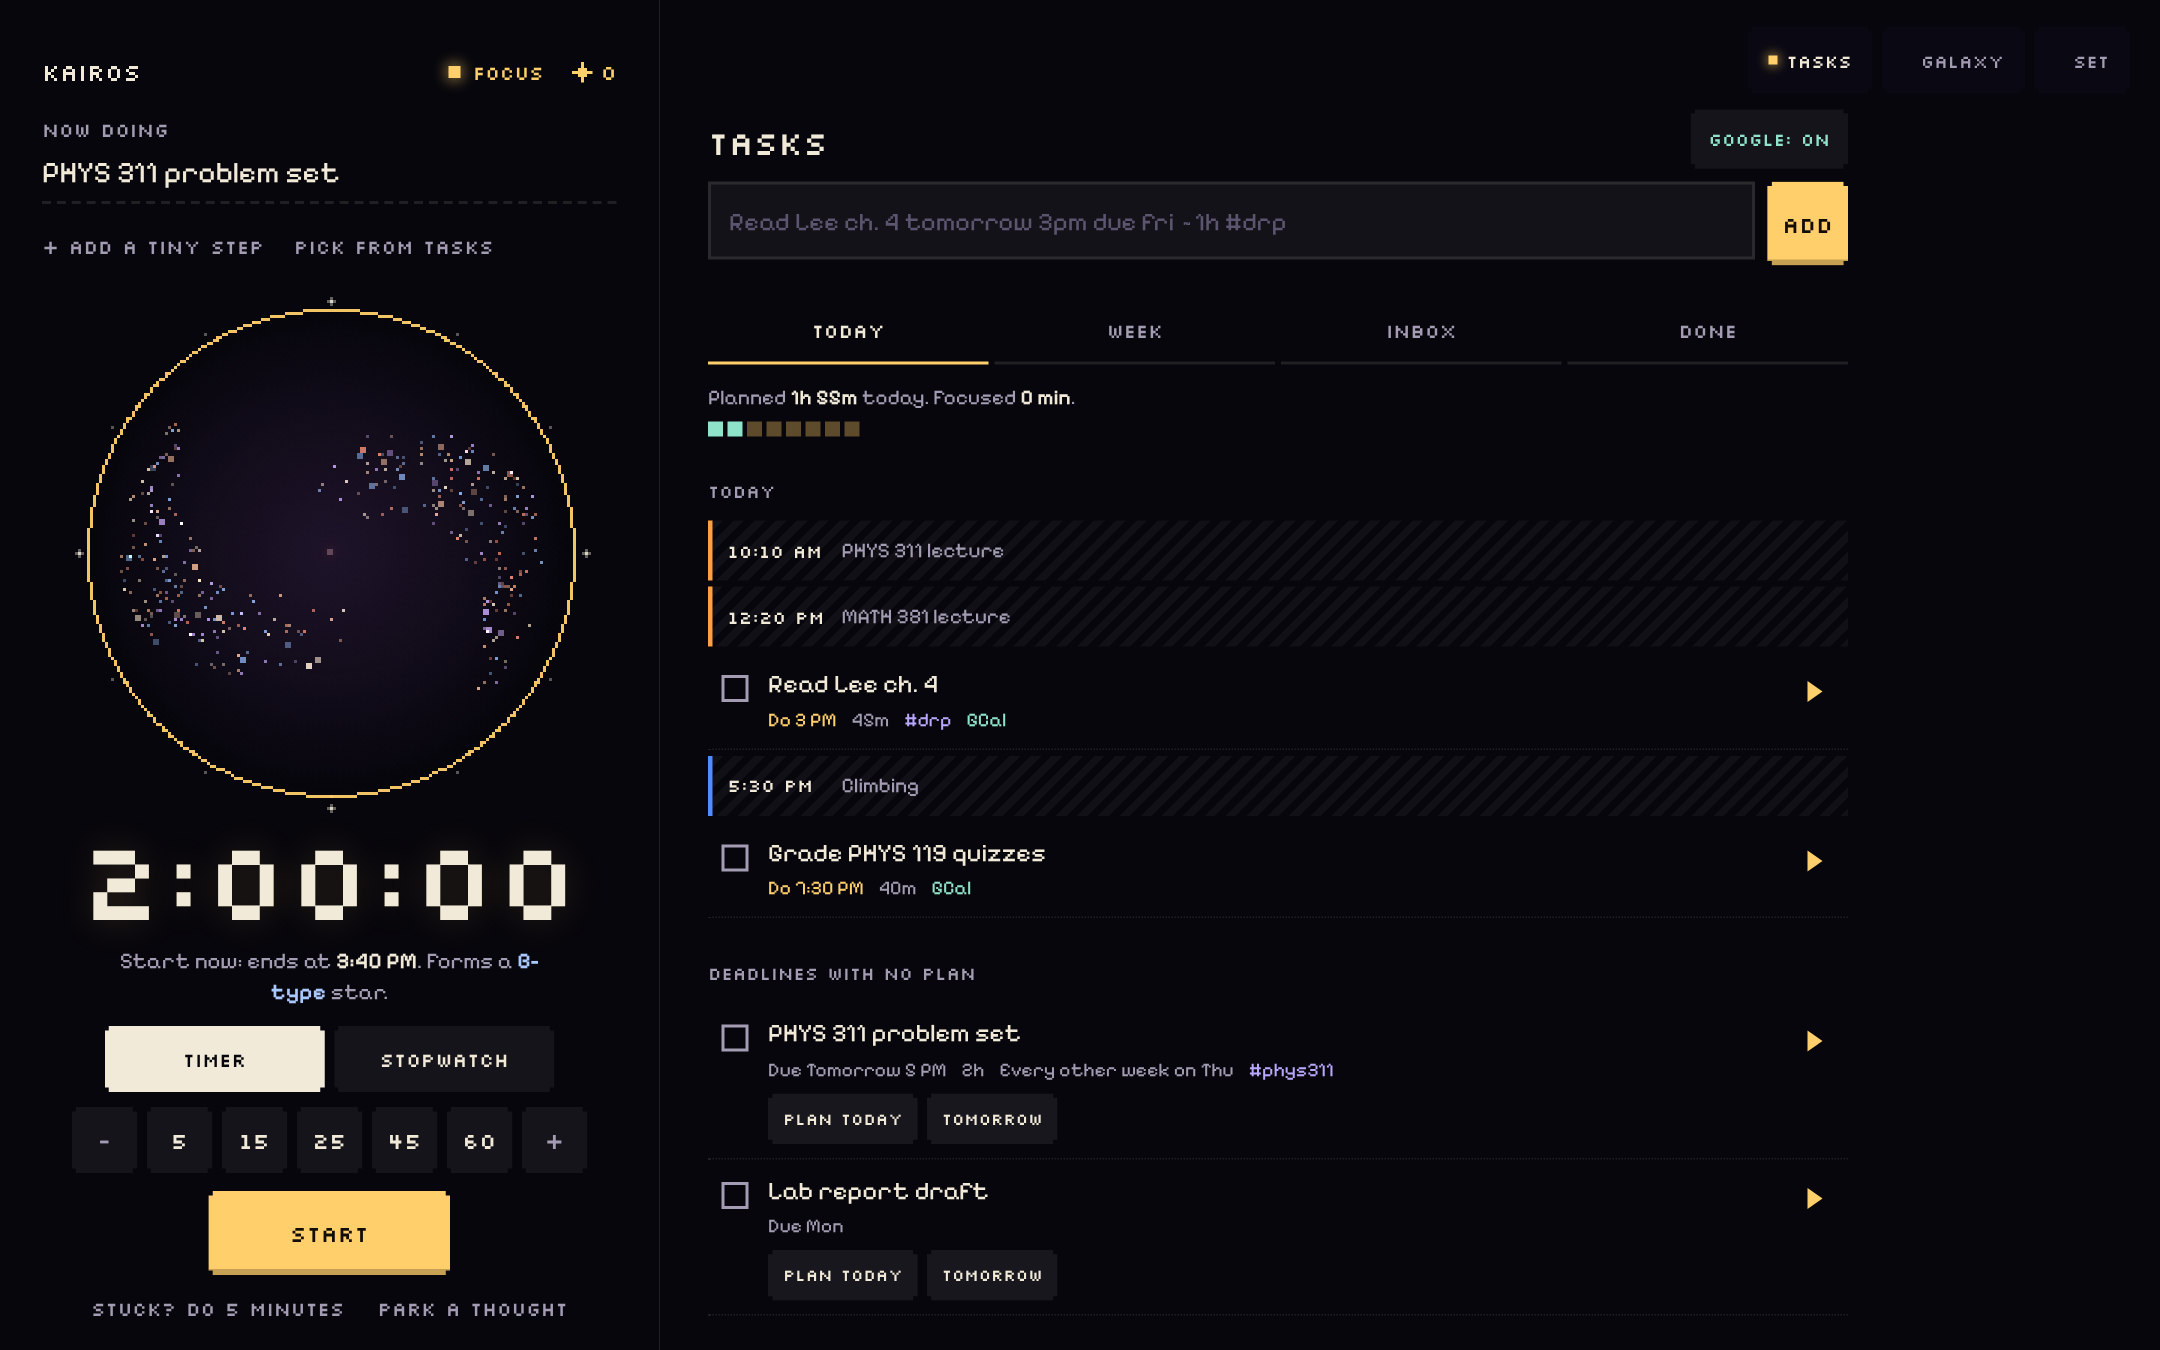 KAIROS
FOCUS 0
NOW DOING
PHYS 311 problem set
+ ADD A TINY STEP PICK FROM TASKS
2:00:00
Start now: ends at 3:40 PM. Forms a B-
type star.
TIMER STOPWATCH
- 5 15 25 45 60 +
START
STUCK? DO 5 MINUTES PARK A THOUGHT
TASKS GALAXY SET
TASKS
GOOGLE: ON
Read Lee ch. 4 tomorrow 3pm due fri ~1h #drp
ADD
TODAY WEEK INBOX DONE
Planned 1h 25m today. Focused 0 min.
TODAY
10:10 AM PHYS 311 lecture
12:20 PM MATH 381 lecture
Read Lee ch. 4
Do 3 PM 45m #drp GCal
5:30 PM Climbing
Grade PHYS 119 quizzes
Do 7:30 PM 40m GCal
DEADLINES WITH NO PLAN
PHYS 311 problem set
Due Tomorrow 5 PM 2h Every other week on Thu #phys311
PLAN TODAY TOMORROW
Lab report draft
Due Mon
PLAN TODAY TOMORROW